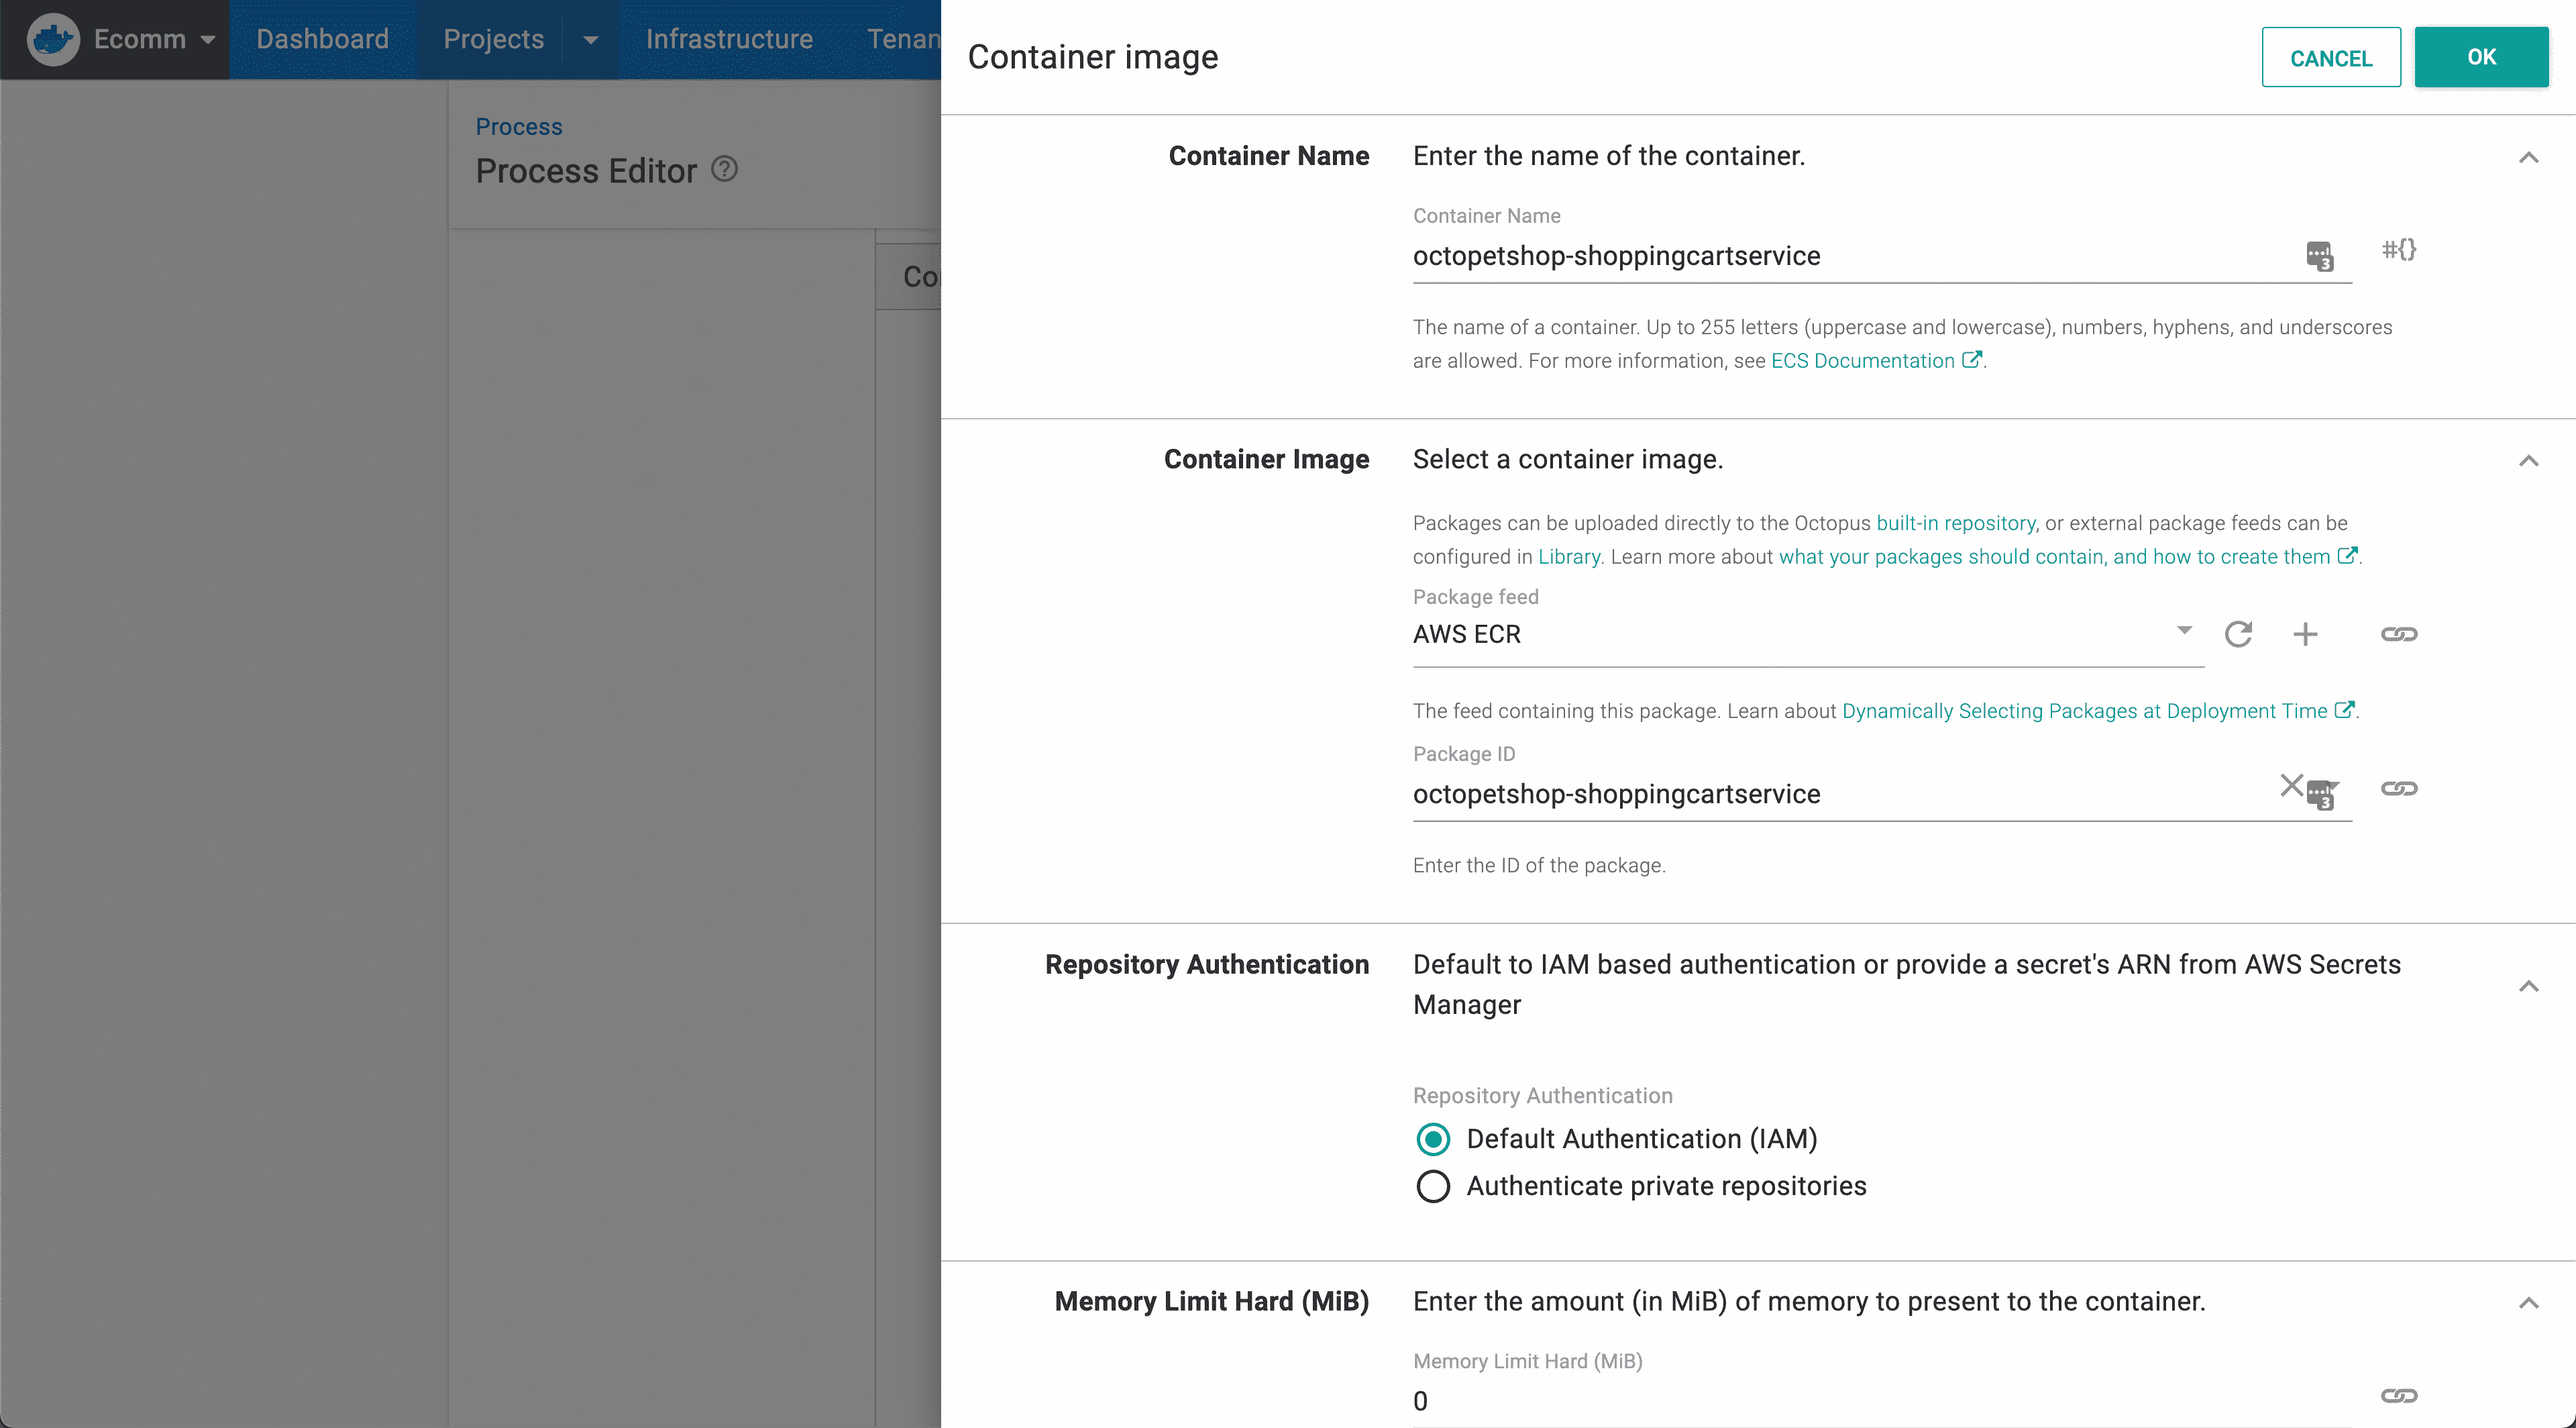 Ecomm
Dashboard
Projects
Infrastructure
Process
Process Editor
Container image
CANCEL
OK
Container Name
Enter the name of the container.
Container Name
octopetshop-shoppingcartservice
3
#{}
The name of a container. Up to 255 letters (uppercase and lowercase), numbers, hyphens, and underscores
are allowed. For more information, see ECS Documentation.
Container Image
Select a container image.
Packages can be uploaded directly to the Octopus built-in repository, or external package feeds can be
configured in Library. Learn more about what your packages should contain, and how to create them.
Package feed
AWS ECR
The feed containing this package. Learn about Dynamically Selecting Packages at Deployment Time.
Package ID
octopetshop-shoppingcartservice
3
Enter the ID of the package.
Repository Authentication
Default to IAM based authentication or provide a secret's ARN from AWS Secrets
Manager
Repository Authentication
Default Authentication (IAM)
Authenticate private repositories
Memory Limit Hard (MiB)
Enter the amount (in MiB) of memory to present to the container.
Memory Limit Hard (MiB)
0